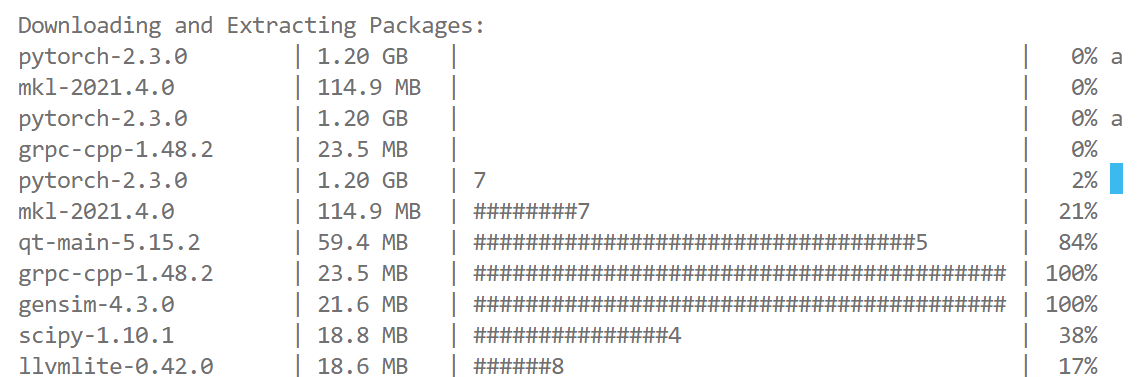 Downloading and Extracting Packages:
pytorch-2.3.0        | 1.20 GB   |                                           |   0% a
mkl-2021.4.0         | 114.9 MB  |                                           |   0%
pytorch-2.3.0        | 1.20 GB   |                                           |   0% a
grpc-cpp-1.48.2      | 23.5 MB   |                                           |   0%
pytorch-2.3.0        | 1.20 GB   | 7                                         |   2%
mkl-2021.4.0         | 114.9 MB  | ########7                                 |  21%
qt-main-5.15.2       | 59.4 MB   | ##################################5       |  84%
grpc-cpp-1.48.2      | 23.5 MB   | ######################################### | 100%
gensim-4.3.0         | 21.6 MB   | ######################################### | 100%
scipy-1.10.1         | 18.8 MB   | ###############4                          |  38%
llvmlite-0.42.0      | 18.6 MB   | ######8                                   |  17%